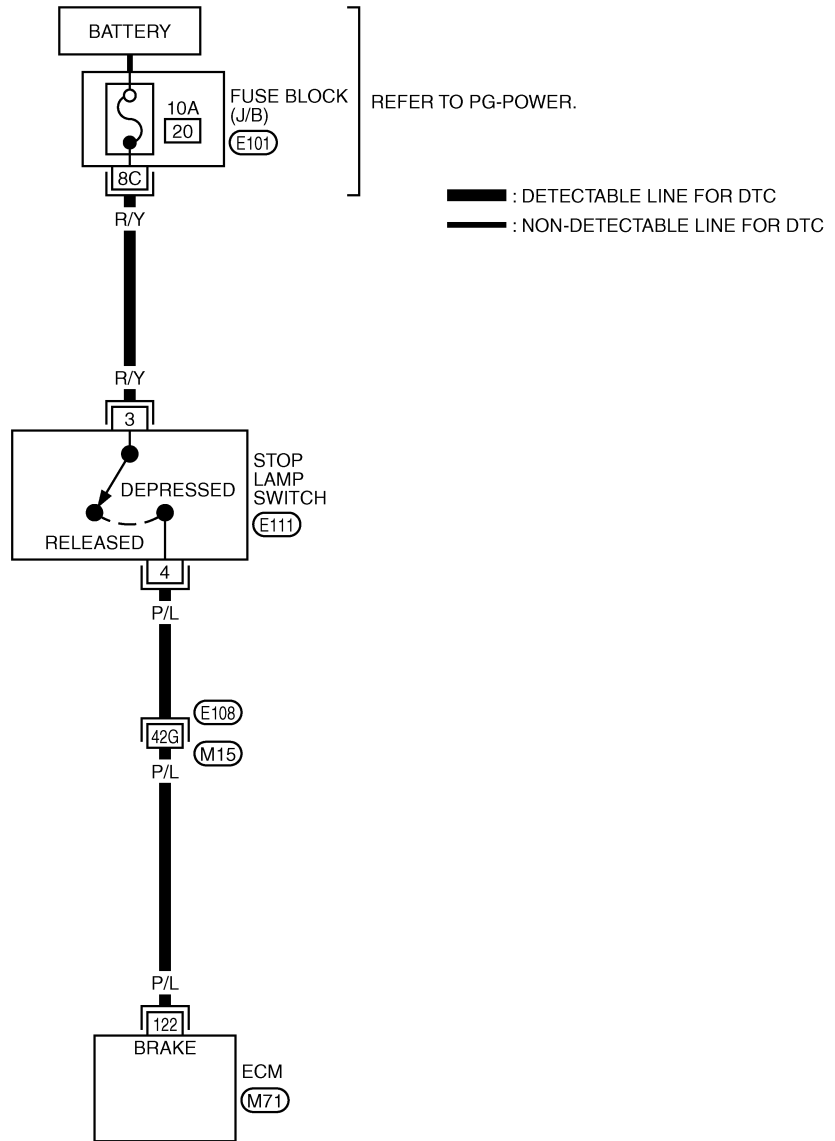 BATTERY
FUSE BLOCK
(J/B)
10A
20
E101
REFER TO PG-POWER.
8C
: DETECTABLE LINE FOR DTC
: NON-DETECTABLE LINE FOR DTC
R/Y
R/Y
3
STOP
LAMP
SWITCH
DEPRESSED
RELEASED
E111
4
P/L
E108
42G
M15
P/L
P/L
122
BRAKE
ECM
M71